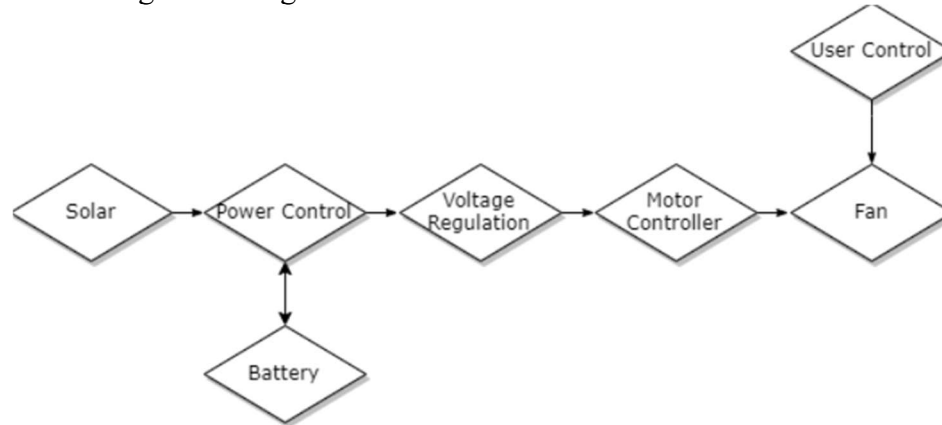 User Control
Solar
Power Control
Voltage
Regulation
Motor
Controller
Fan
Battery